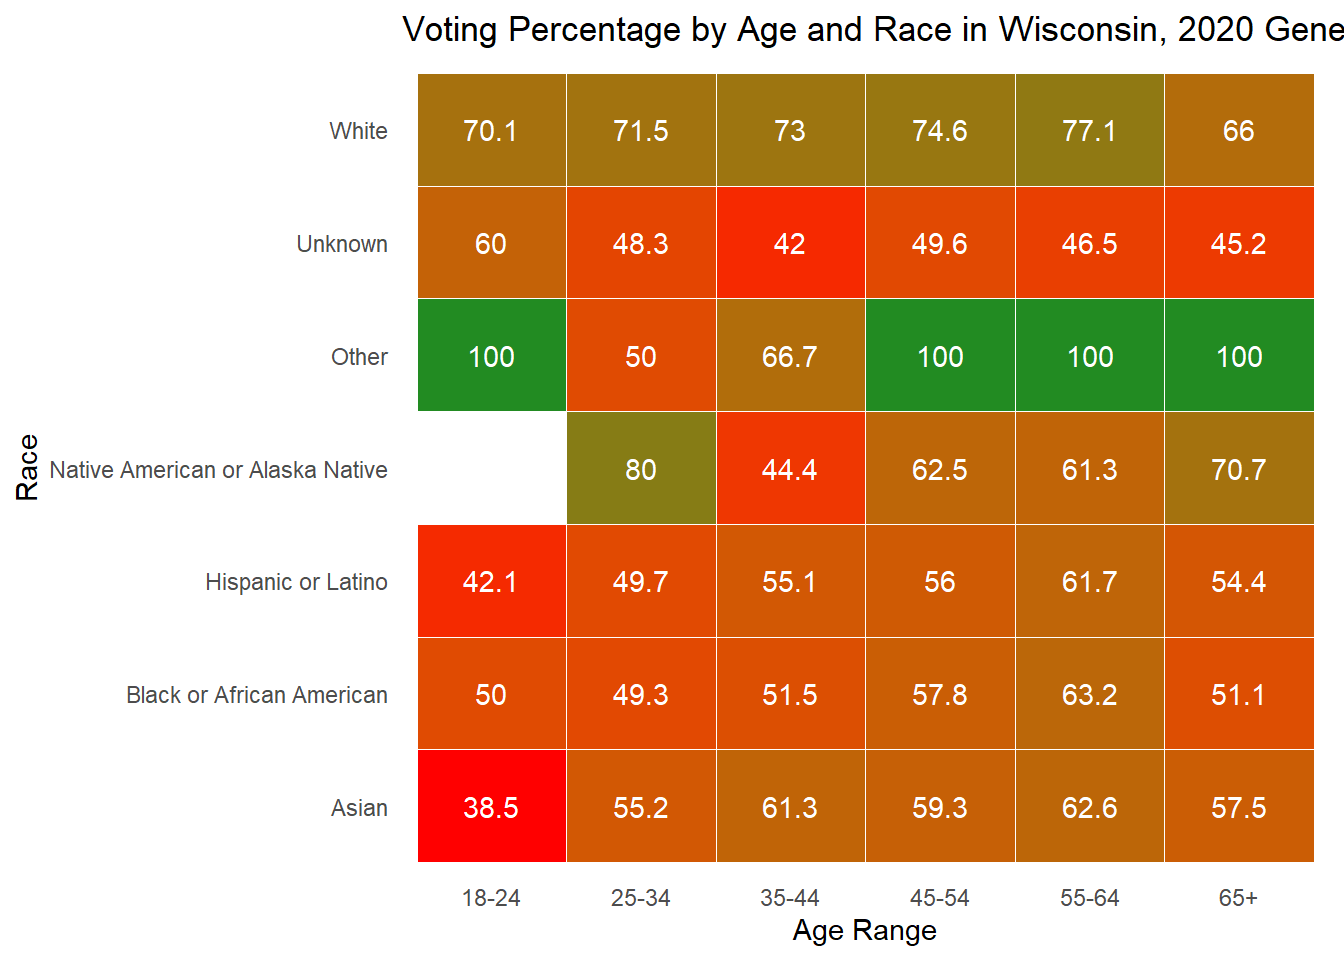 Voting Percentage by Age and Race in Wisconsin, 2020 Gene
White 70.1 71.5 73 74.6 77.1 66
Unknown 60 48.3 42 49.6 46.5 45.2
Other 100 50 66.7 100 100 100
Race
Native American or Alaska Native 80 44.4 62.5 61.3 70.7
Hispanic or Latino 42.1 49.7 55.1 56 61.7 54.4
Black or African American 50 49.3 51.5 57.8 63.2 51.1
Asian 38.5 55.2 61.3 59.3 62.6 57.5
18-24 25-34 35-44 45-54 55-64 65+
Age Range